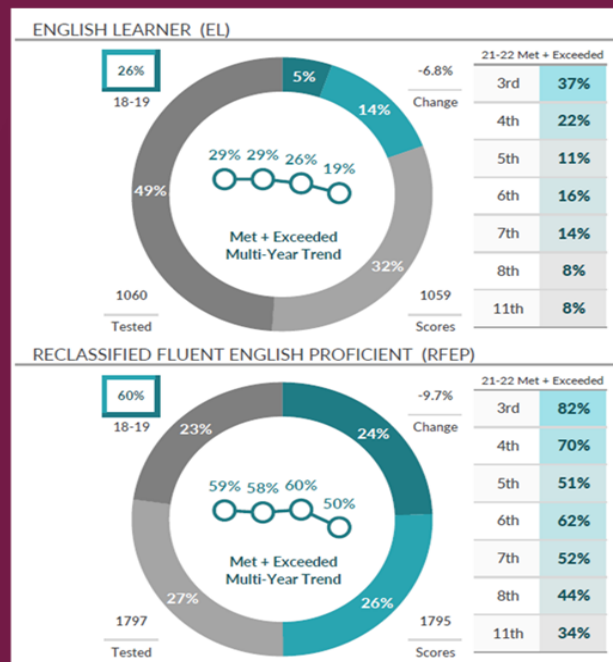 ENGLISH LEARNER (EL)
26%
18-19
5%
14%
32%
49%
-6.8%
Change
29% 29% 26% 19%
Met + Exceeded
Multi-Year Trend
1060
Tested
1059
Scores
21-22 Met + Exceeded
3rd 37%
4th 22%
5th 11%
6th 16%
7th 14%
8th 8%
11th 8%
RECLASSIFIED FLUENT ENGLISH PROFICIENT (RFEP)
60%
18-19
23%
24%
26%
27%
-9.7%
Change
59% 58% 60% 50%
Met + Exceeded
Multi-Year Trend
1797
Tested
1795
Scores
21-22 Met + Exceeded
3rd 82%
4th 70%
5th 51%
6th 62%
7th 52%
8th 44%
11th 34%